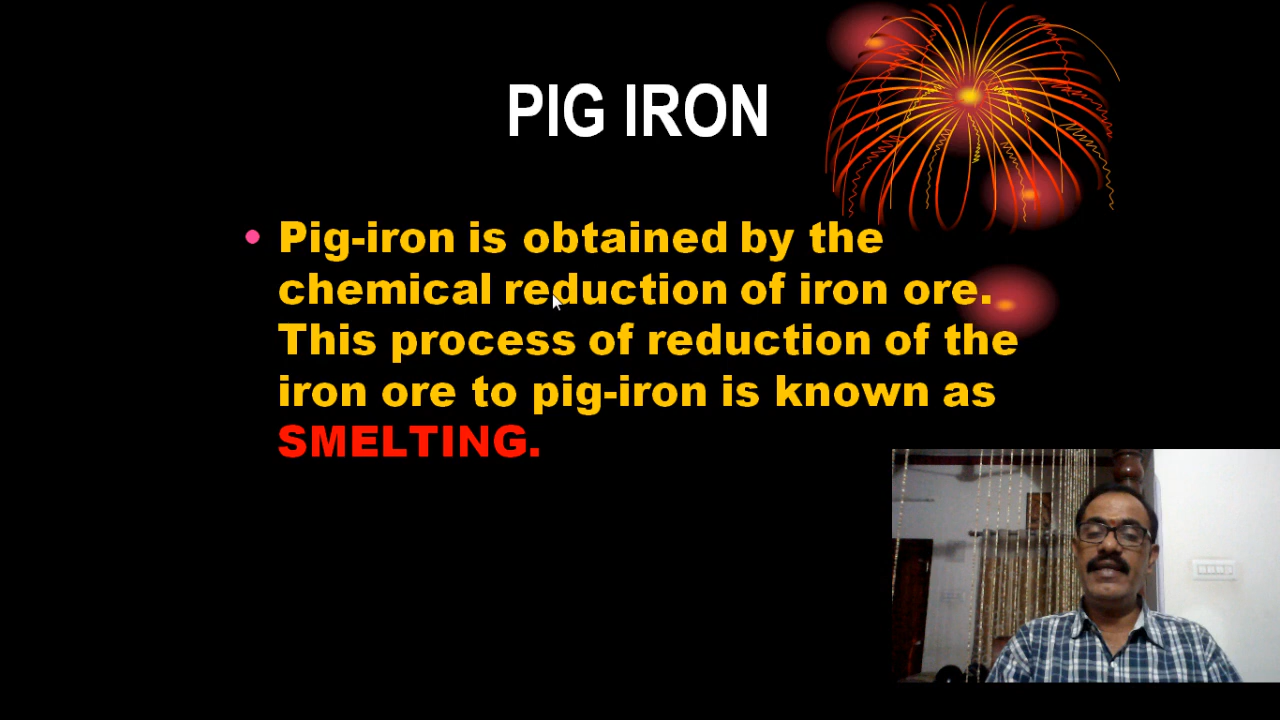 PIG IRON
Pig-iron is obtained by the
chemical reduction of iron ore.
This process of reduction of the
iron ore to pig-iron is known as
SMELTING.